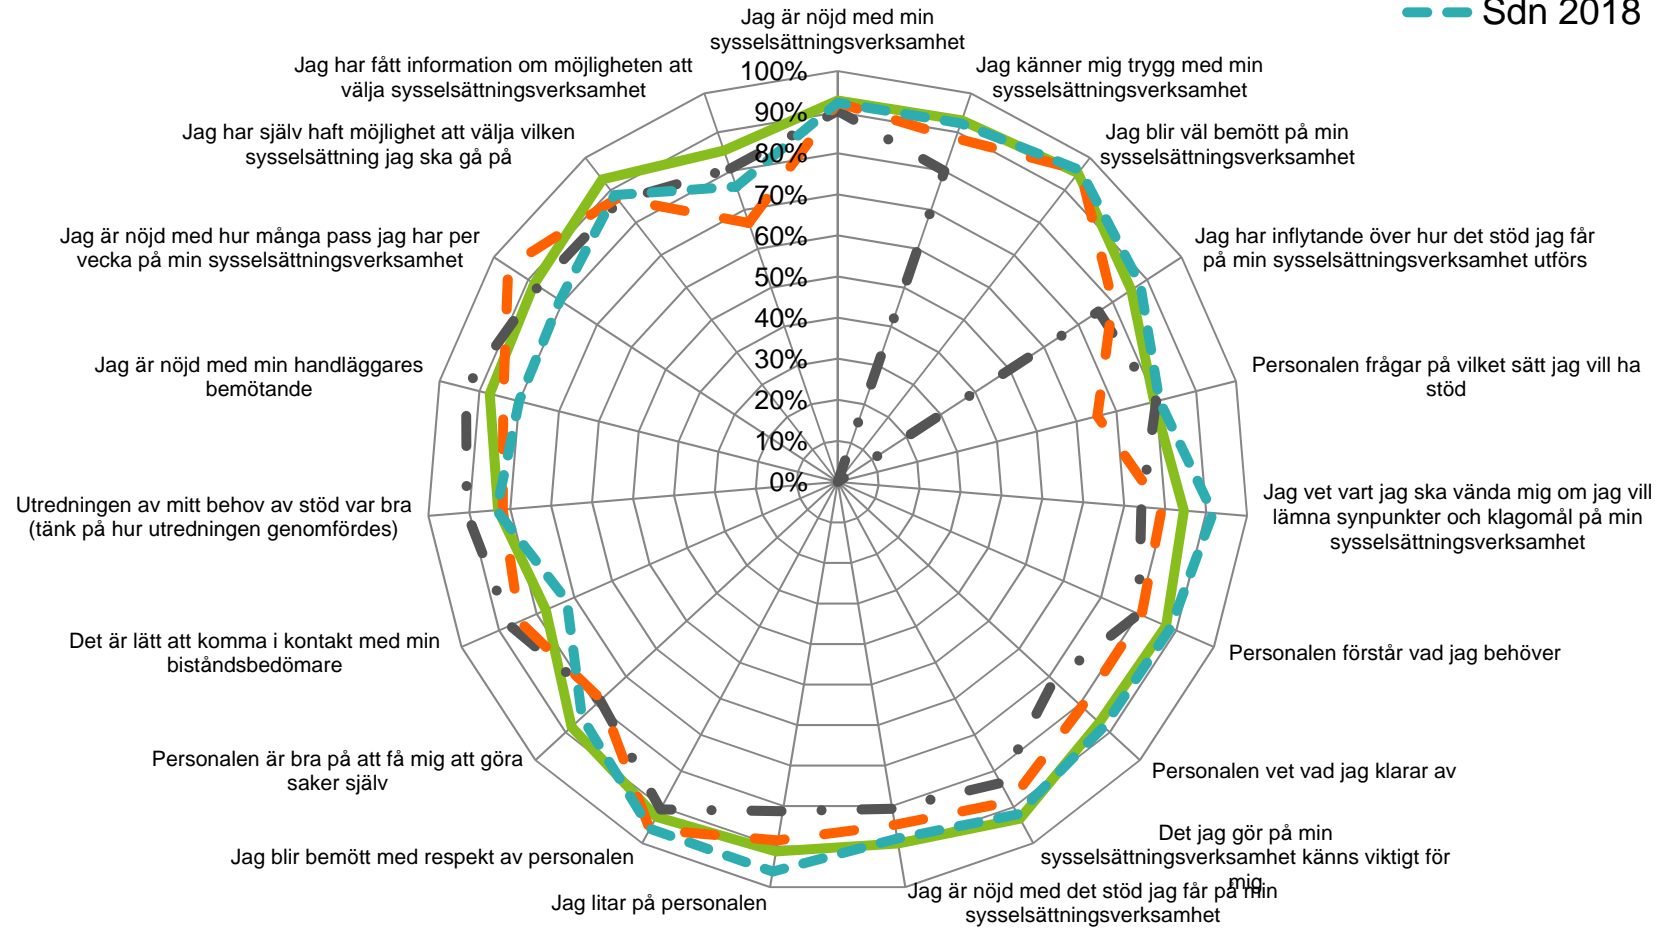 Sdn 2018
Jag är nöjd med min
sysselsättningsverksamhet
Jag känner mig trygg med min
sysselsättningsverksamhet
Jag blir väl bemött på min
sysselsättningsverksamhet
Jag har inflytande över hur det stöd jag får
på min sysselsättningsverksamhet utförs
Personalen frågar på vilket sätt jag vill ha
stöd
Jag vet vart jag ska vända mig om jag vill
lämna synpunkter och klagomål på min
sysselsättningsverksamhet
Personalen förstår vad jag behöver
Personalen vet vad jag klarar av
Det jag gör på min
sysselsättningsverksamhet känns viktigt för
mig
Jag är nöjd med det stöd jag får på min
sysselsättningsverksamhet
Jag litar på personalen
Jag blir bemött med respekt av personalen
Personalen är bra på att få mig att göra
saker själv
Det är lätt att komma i kontakt med min
biståndsbedömare
Utredningen av mitt behov av stöd var bra
(tänk på hur utredningen genomfördes)
Jag är nöjd med min handläggares
bemötande
Jag är nöjd med hur många pass jag har per
vecka på min sysselsättningsverksamhet
Jag har själv haft möjlighet att välja vilken
sysselsättning jag ska gå på
Jag har fått information om möjligheten att
välja sysselsättningsverksamhet
100%
90%
80%
70%
60%
50%
40%
30%
20%
10%
0%